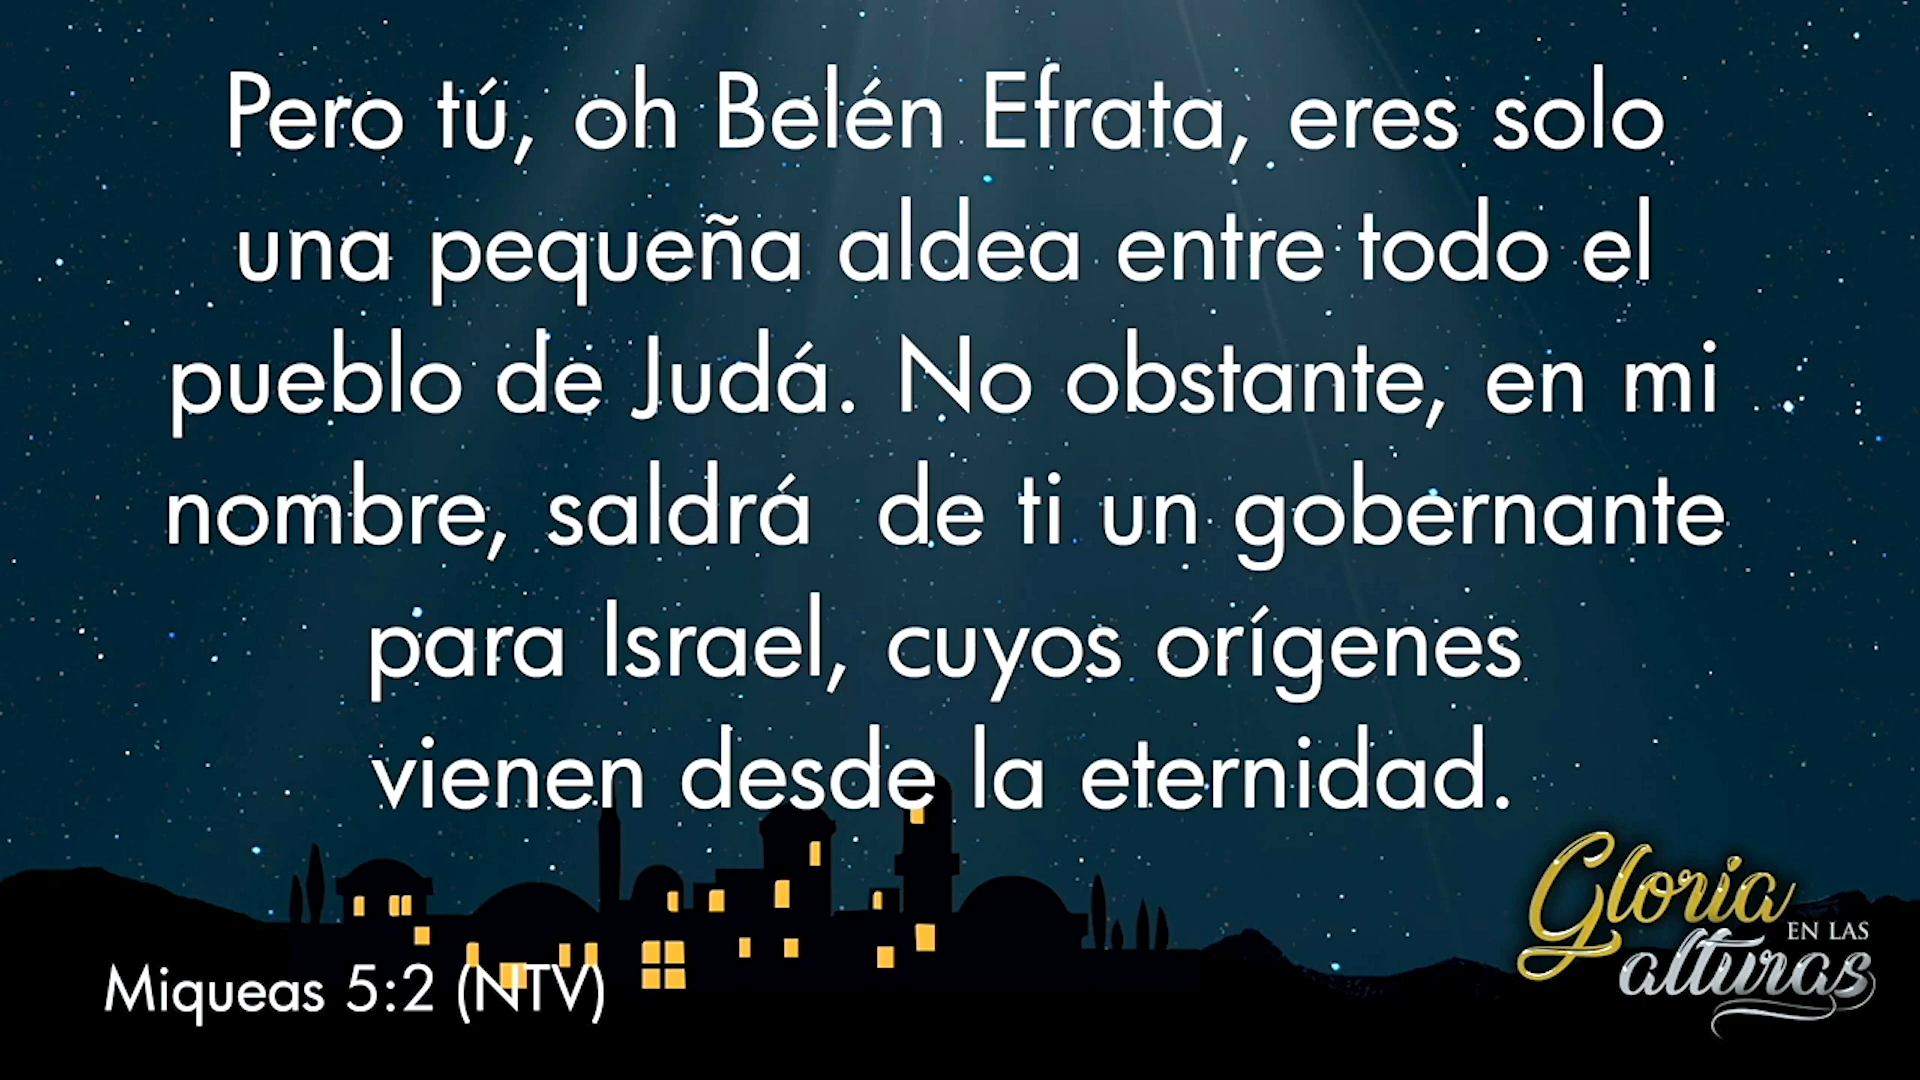 Pero tú, oh Belén Efrata, eres solo
una pequeña aldea entre todo el
pueblo de Judá. No obstante, en mi
nombre, saldrá  de ti un gobernante
para Israel, cuyos orígenes
vienen desde la eternidad.
Miqueas 5:2 (NTV)
Gloria
EN LAS
alturas